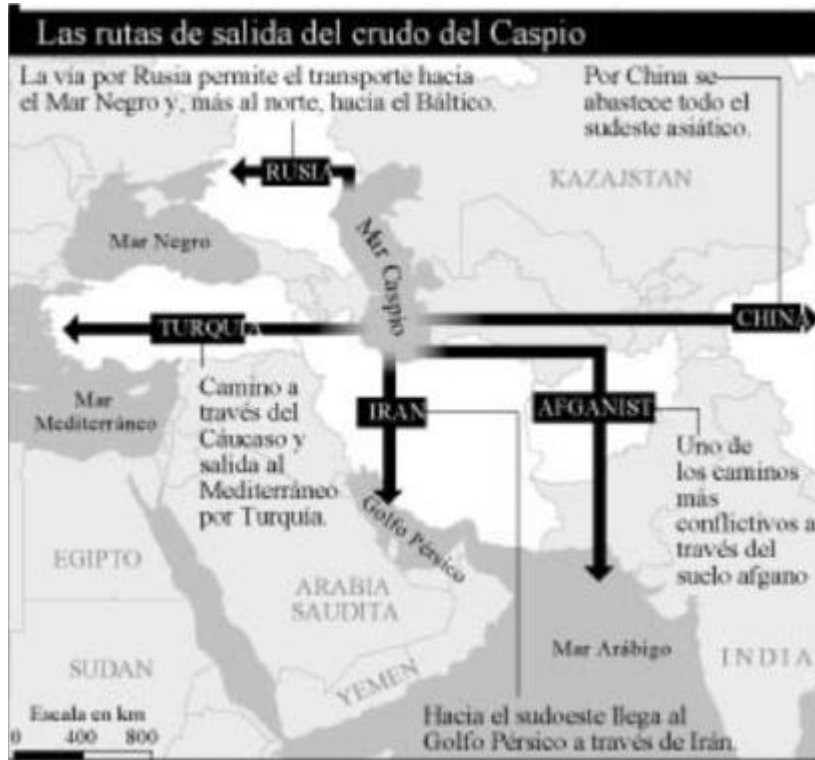 Las rutas de salida del crudo del Caspio
La vía por Rusia permite el transporte hacia
el Mar Negro y, más al norte, hacia el Báltico.
Por China se
abastece todo el
sudeste asiático.
RUSIA
KAZAJSTAN
Mar Negro
Mar Caspio
TURQUIA
CHINA
Mar
Mediterráneo
Camino a
través del
Cáucaso y
salida al
Mediterráneo
por Turquía.
IRAN
AFGANIST
Uno de
los caminos
más
conflictivos a
través del
suelo afgano
Golfo Pérsico
EGIPTO
ARABIA
SAUDITA
Mar Arábigo
INDIA
SUDAN
YEMEN
Hacia el sudoeste llega al
Golfo Pérsico a través de Irán.
Escala en km
0 400 800